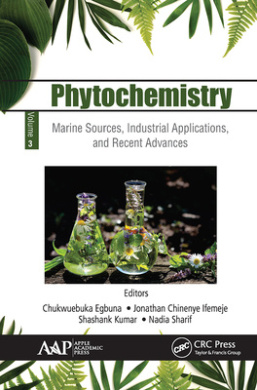 Phytochemistry
Volume 3
Marine Sources, Industrial Applications,
and Recent Advances
Editors
Chukwuebuka Egbuna • Jonathan Chinenye Ifemeje
Shashank Kumar • Nadia Sharif
AAP APPLE ACADEMIC PRESS
CRC CRC Press
Taylor & Francis Group